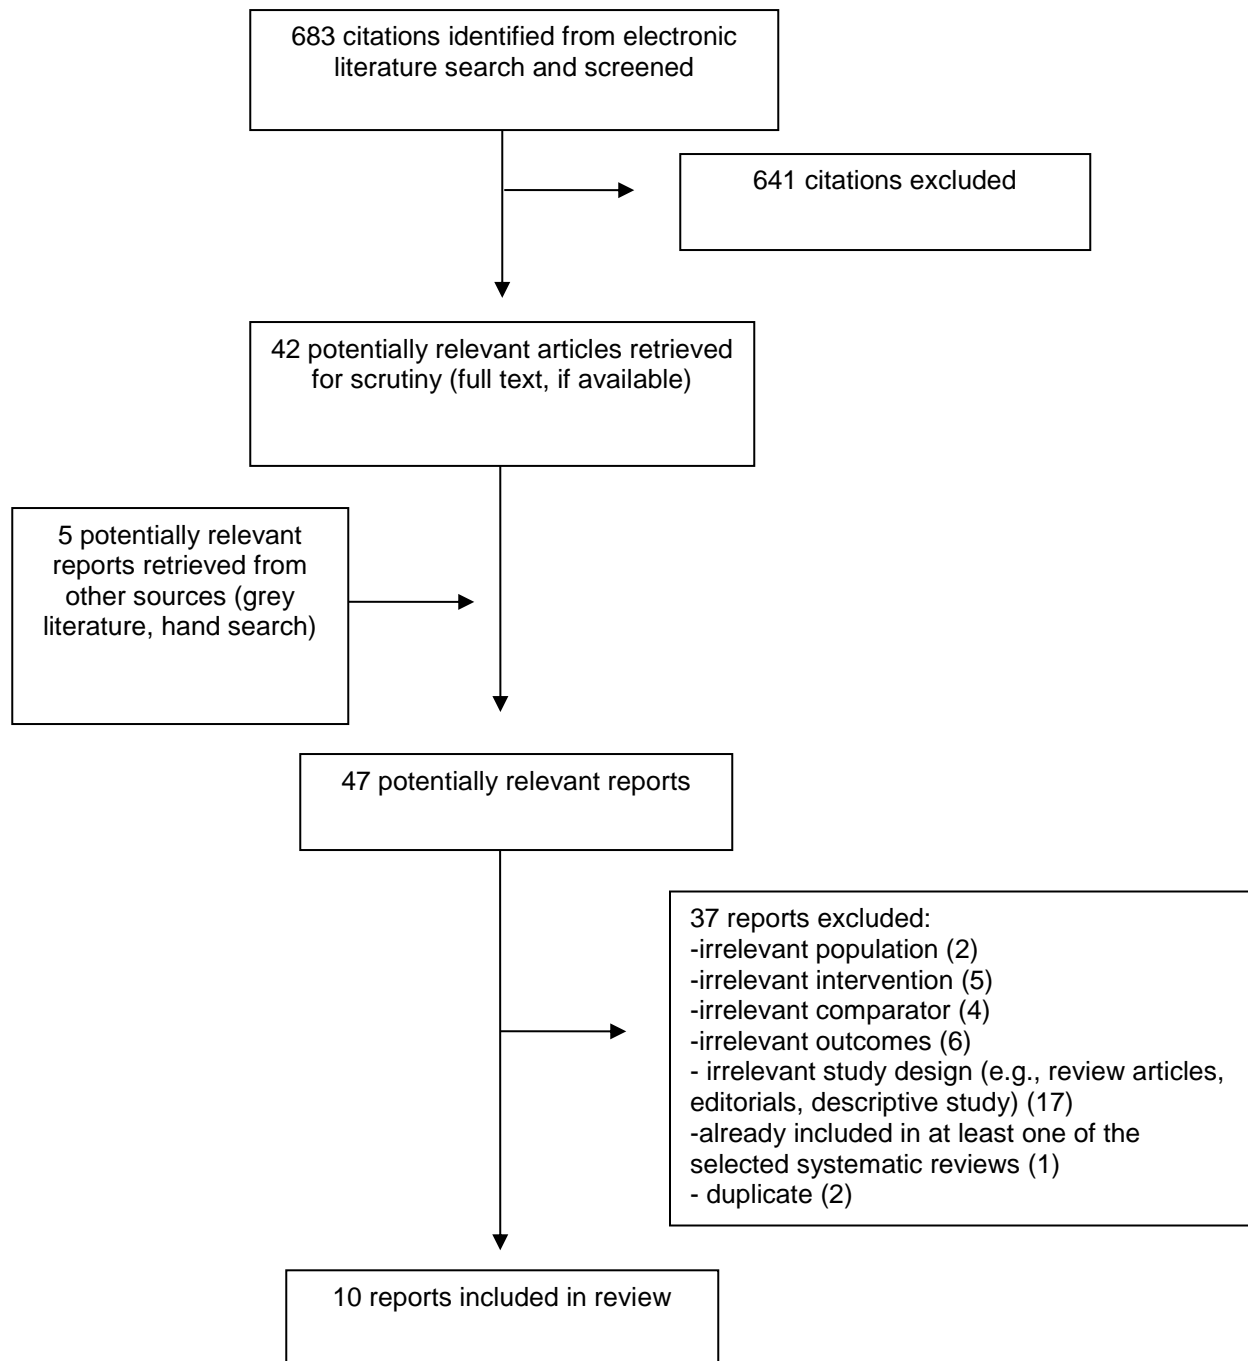 683 citations identified from electronic
literature search and screened
641 citations excluded
42 potentially relevant articles retrieved
for scrutiny (full text, if available)
5 potentially relevant
reports retrieved from
other sources (grey
literature, hand search)
47 potentially relevant reports
37 reports excluded:
-irrelevant population (2)
-irrelevant intervention (5)
-irrelevant comparator (4)
-irrelevant outcomes (6)
- irrelevant study design (e.g., review articles,
editorials, descriptive study) (17)
-already included in at least one of the
selected systematic reviews (1)
- duplicate (2)
10 reports included in review